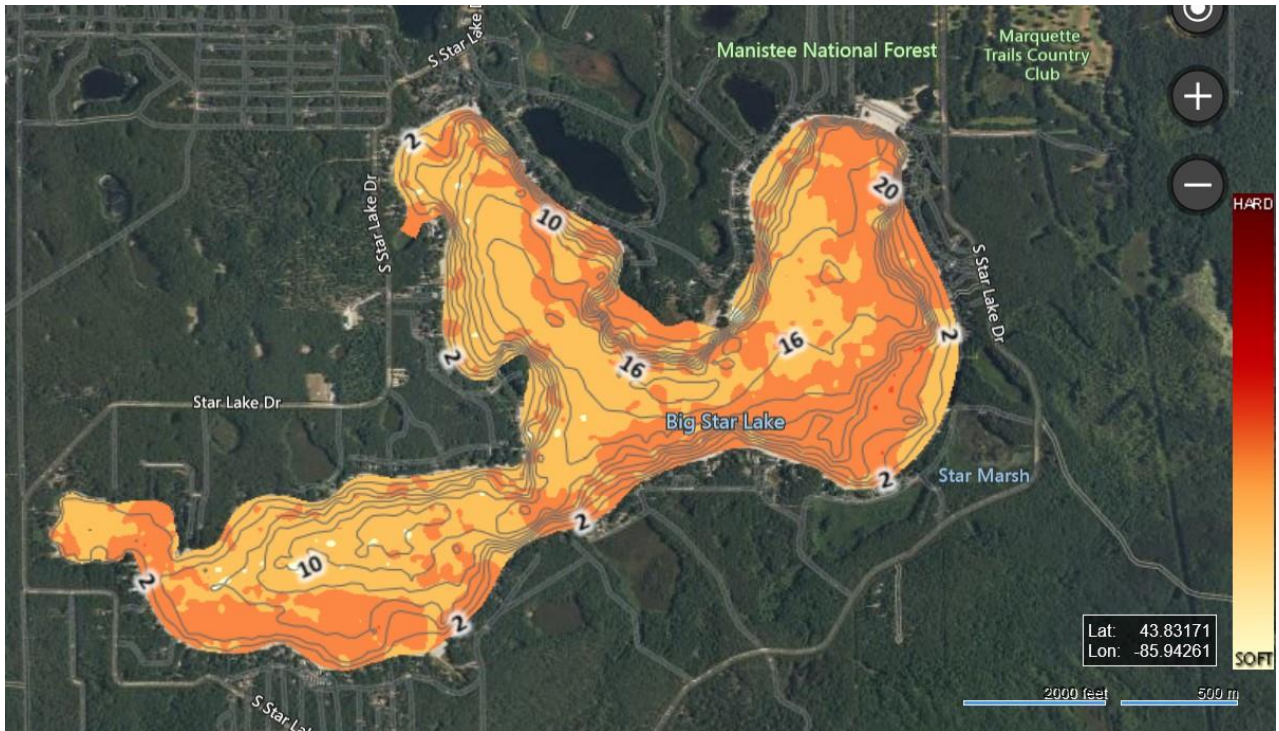 S Star Lake D
Manistee National Forest
Marquette
Trails Country
Club
+
−
2
20
HARD
10
S Star Lake Dr
S Star Lake Dr
2
16
2
16
Star Lake Dr
Big Star Lake
2
Star Marsh
2
10
2
2
Lat: 43.83171
Lon: -85.94261
SOFT
2000 feet
500 m
S Star Lak